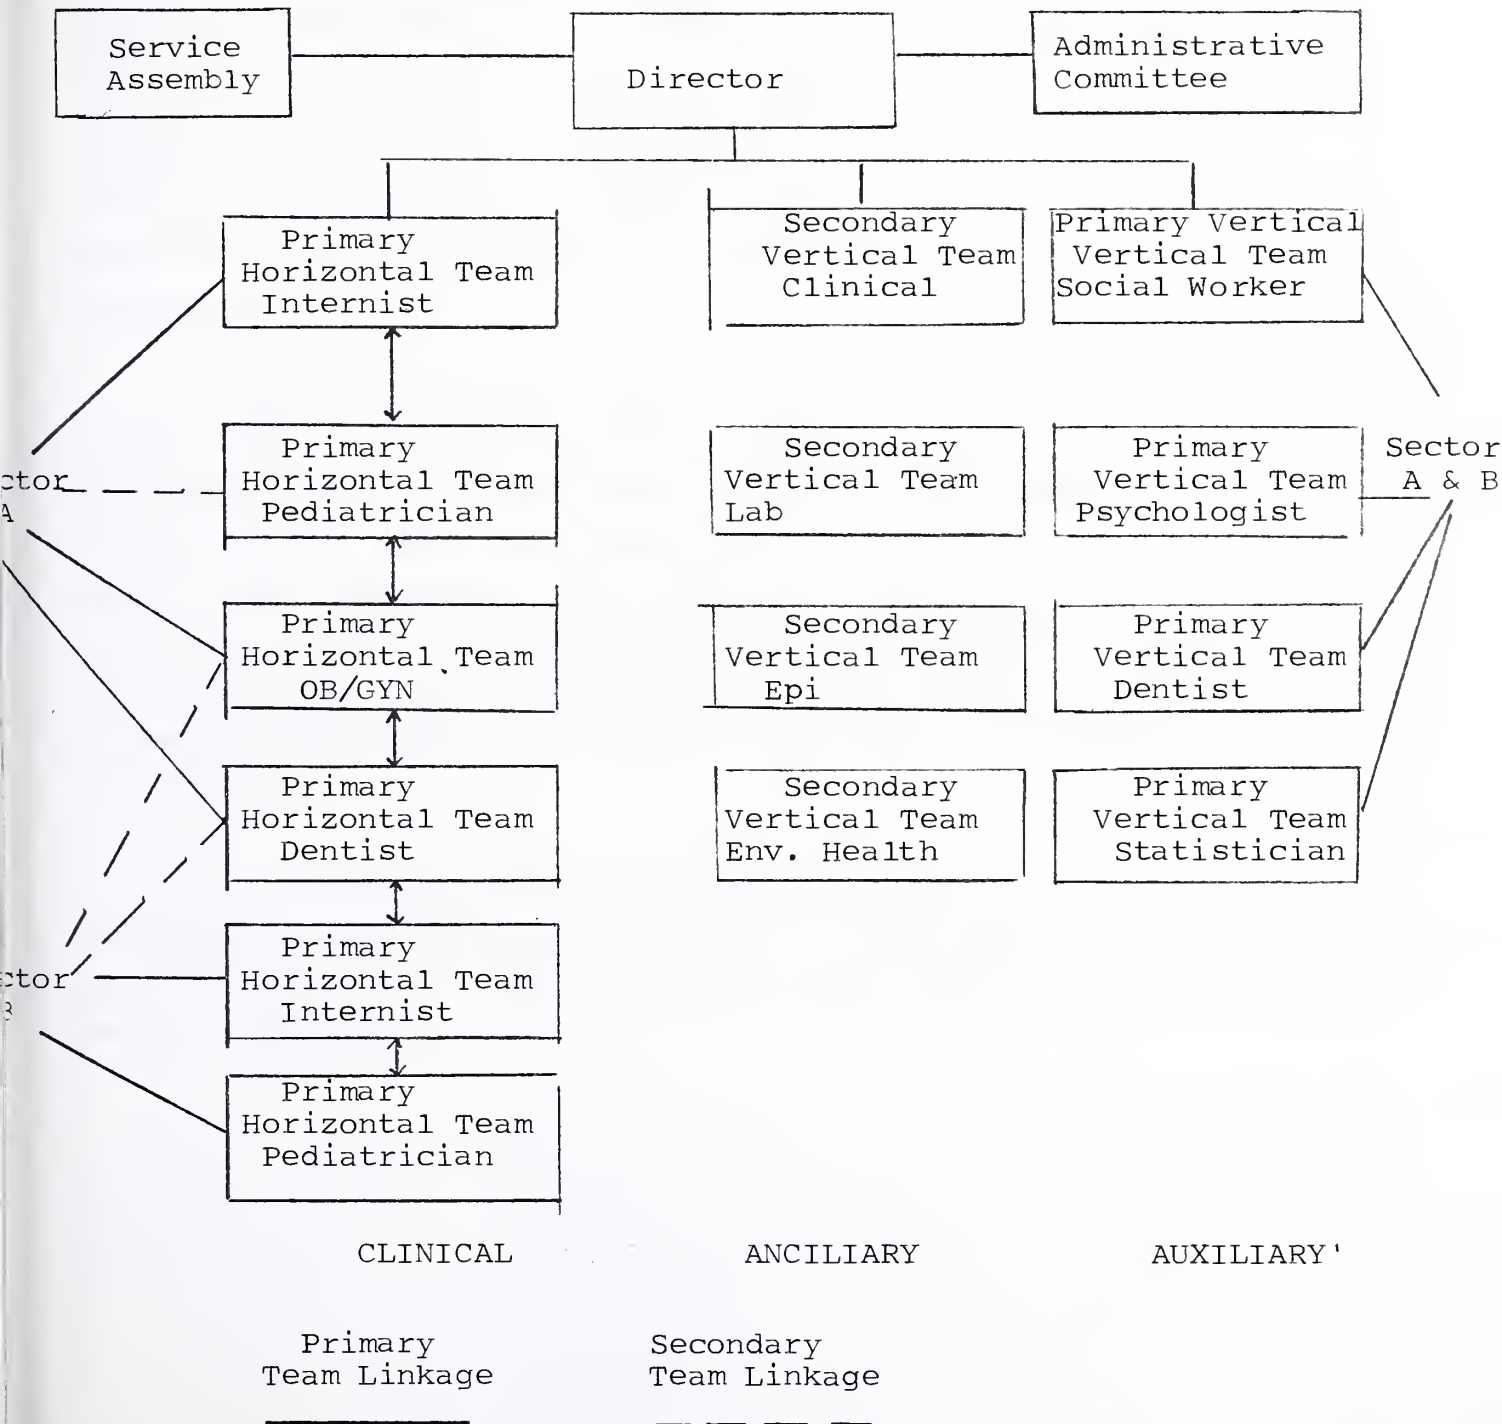 Service
Assembly
Director
Administrative
Committee
Primary
Horizontal Team
Internist
Secondary
Vertical Team
Clinical
Primary Vertical
Vertical Team
Social Worker
Primary
Horizontal Team
Pediatrician
Secondary
Vertical Team
Lab
Primary
Vertical Team
Psychologist
Sector
A & B
ctor
A
Primary
Horizontal Team
OB/GYN
Secondary
Vertical Team
Epi
Primary
Vertical Team
Dentist
Primary
Horizontal Team
Dentist
Secondary
Vertical Team
Env. Health
Primary
Vertical Team
Statistician
Primary
Horizontal Team
Internist
ctor
Primary
Horizontal Team
Pediatrician
CLINICAL
ANCILIARY
AUXILIARY'
Primary
Team Linkage
Secondary
Team Linkage